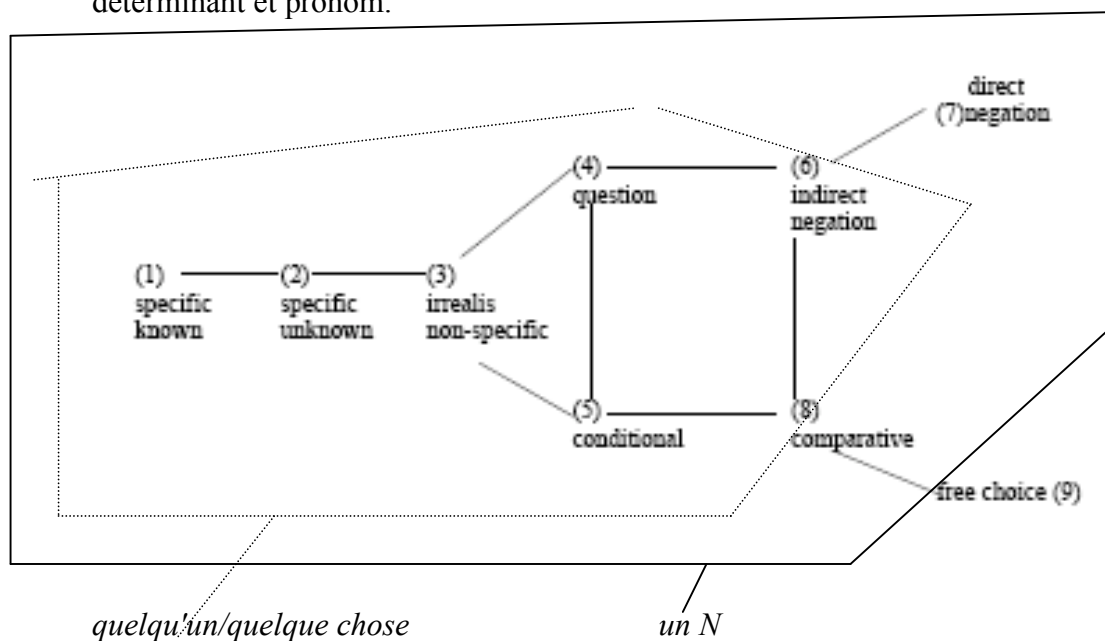 déterminant et pronom.
direct
(7)negation
(4)
question
(6)
indirect
negation
(1)
specific
known
(2)
specific
unknown
(3)
irrealis
non-specific
(5)
conditional
(8)
comparative
free choice (9)
quelqu'un/quelque chose
un N